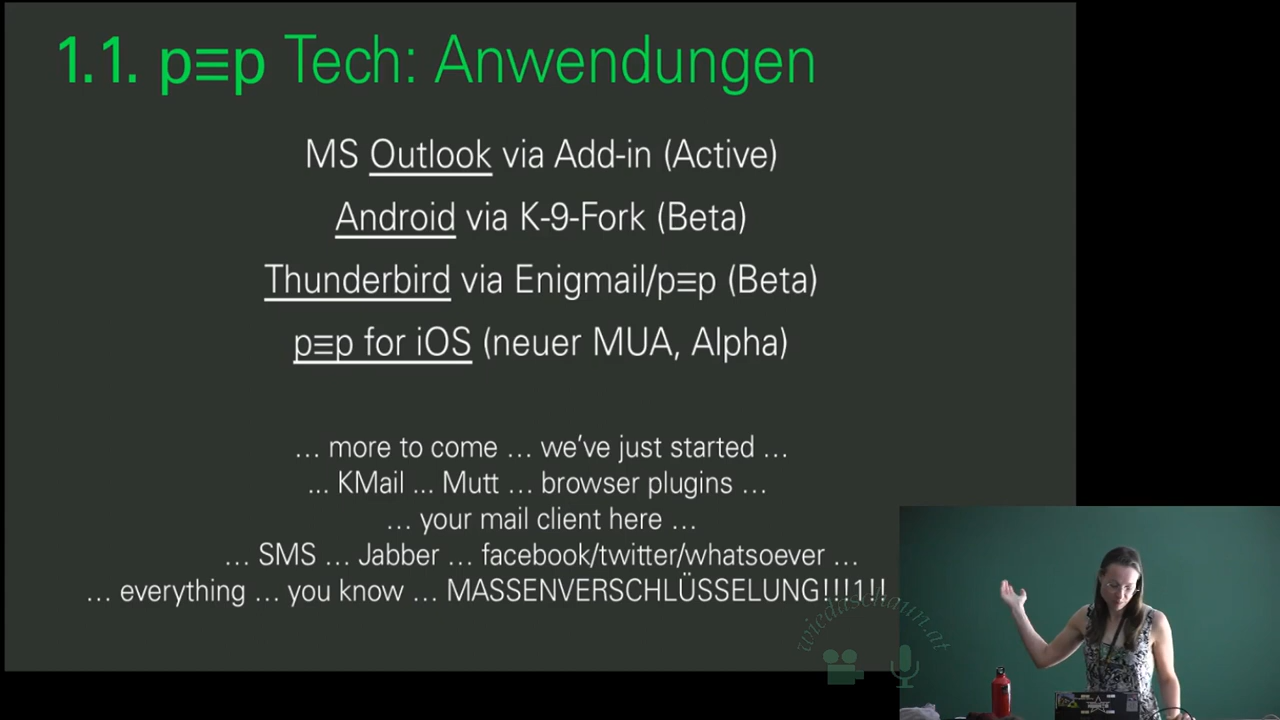 1.1. p≡p Tech: Anwendungen
MS Outlook via Add-in (Active)
Android via K-9-Fork (Beta)
Thunderbird via Enigmail/p≡p (Beta)
p≡p for iOS (neuer MUA, Alpha)
… more to come … we've just started …
... KMail ... Mutt … browser plugins …
… your mail client here …
… SMS … Jabber … facebook/twitter/whatsoever …
… everything … you know … MASSENVERSCHLÜSSELUNG!!!1!!
wiedaschaun.at